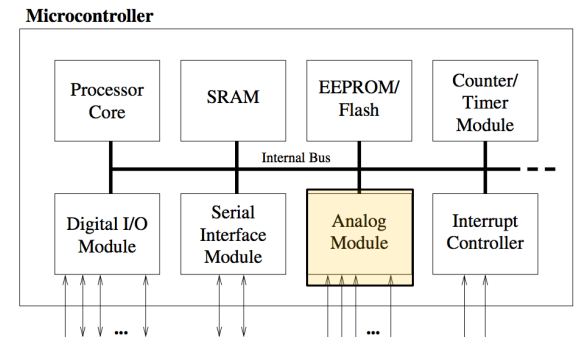 Microcontroller
Processor
Core
SRAM
EEPROM/
Flash
Counter/
Timer
Module
Internal Bus
Digital I/O
Module
Serial
Interface
Module
Analog
Module
Interrupt
Controller
...
...